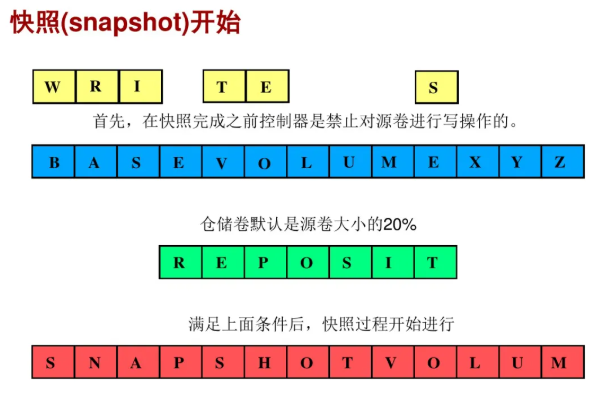 快照(snapshot)开始
W R I T E S
首先，在快照完成之前控制器是禁止对源卷进行写操作的。
B A S E V O L U M E X Y Z
仓储卷默认是源卷大小的20%
R E P O S I T
满足上面条件后，快照过程开始进行
S N A P S H O T V O L U M